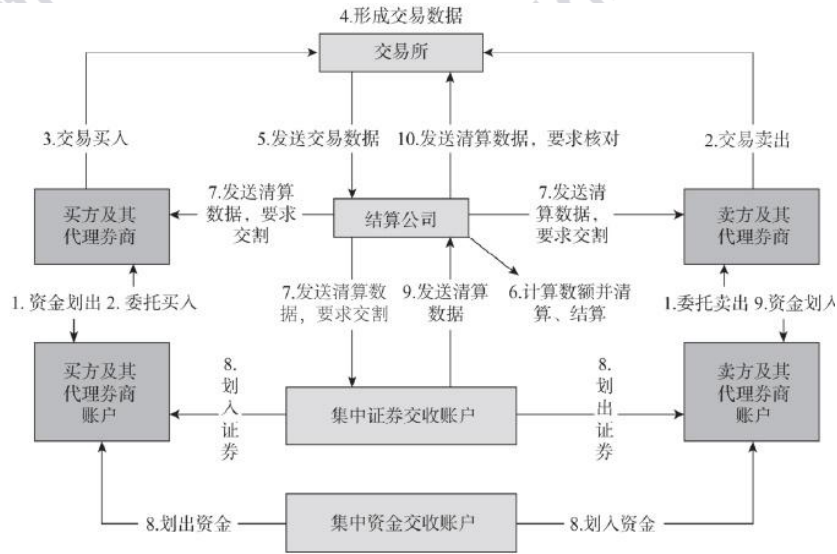 4.形成交易数据
交易所
3.交易买入
5.发送交易数据
10.发送清算数据，要求核对
2.交易卖出
买方及其
代理券商
7.发送清算
数据，要求
交割
结算公司
7.发送清
算数据，
要求交割
卖方及其
代理券商
1. 资金划出
2. 委托买入
7.发送清算数
据，要求交割
9.发送清算
数据
6.计算数额并清
算、结算
1.委托卖出
9.资金划入
买方及其
代理券商
账户
8.
划
入
证
券
集中证券交收账户
8.
划
出
证
券
卖方及其
代理券商
账户
8.划出资金
集中资金交收账户
8.划入资金